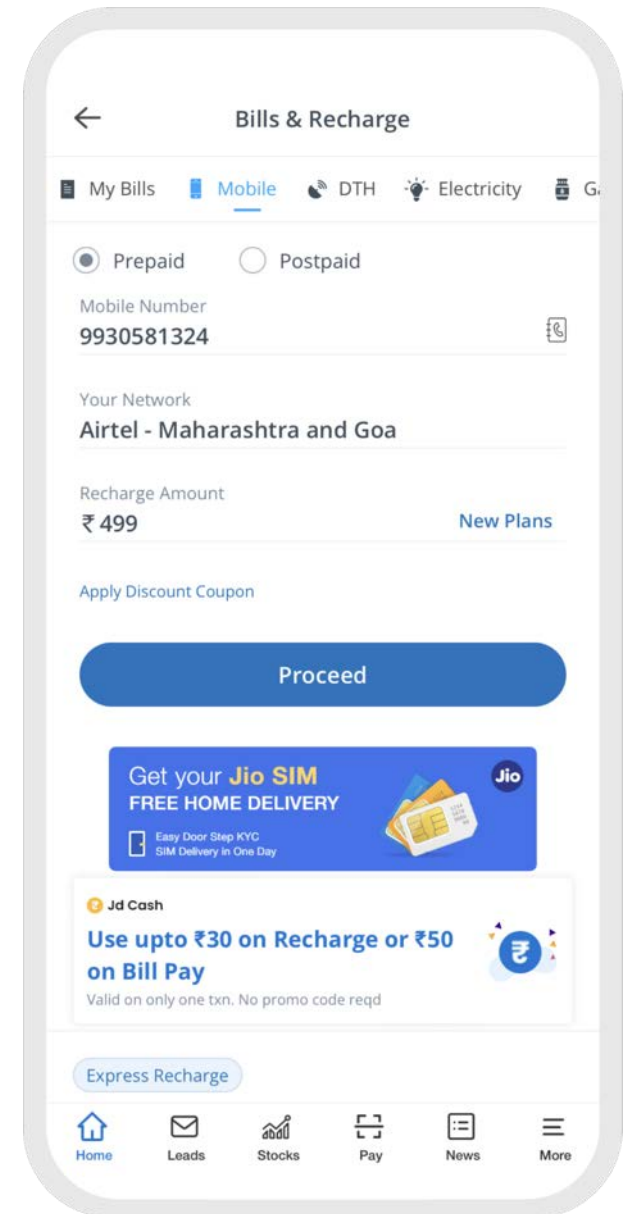 Bills & Recharge
My Bills Mobile DTH Electricity Ga
Prepaid Postpaid
Mobile Number
9930581324
Your Network
Airtel - Maharashtra and Goa
Recharge Amount
₹ 499 New Plans
Apply Discount Coupon
Proceed
Get your Jio SIM
FREE HOME DELIVERY
Jio
Easy Door Step KYC
SIM Delivery in One Day
Jd Cash
Use upto ₹30 on Recharge or ₹50
on Bill Pay
Valid on only one txn. No promo code reqd
Express Recharge
Home Leads Stocks Pay News More